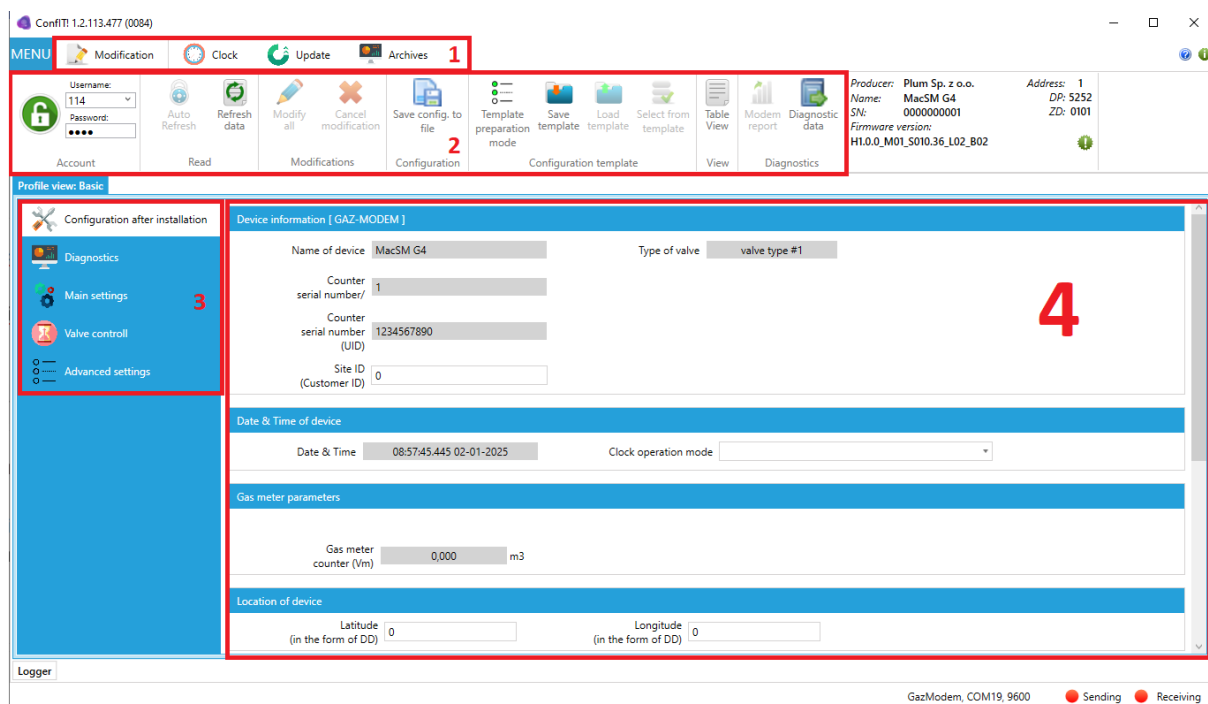 ConfIT! 1.2.113.477 (0084)
MENU Modification Clock Update Archives 1
Username:
114
Password:
Account
Auto
Refresh
Refresh
data
Read
Modify
all
Cancel
modification
Modifications
Save config. to
file
2
Configuration
Template
preparation
mode
Save
template
Load
template
Select from
template
Configuration template
Table
View
View
Modem
report
Diagnostic
data
Diagnostics
Producer: Plum Sp. z o.o. Address: 1
Name: MacSM G4 DP: 5252
SN: 0000000001 ZD: 0101
Firmware version:
H1.0.0_M01_S010.36_L02_B02
Profile view: Basic
Configuration after installation
Diagnostics
Main settings
3
Valve controll
Advanced settings
Device information [ GAZ-MODEM ]
Name of device MacSM G4 Type of valve valve type #1
Counter
serial number/ 1
Counter
serial number
(UID) 1234567890
Site ID
(Customer ID) 0
4
Date & Time of device
Date & Time 08:57:45.445 02-01-2025 Clock operation mode
Gas meter parameters
Gas meter
counter (Vm) 0,000 m3
Location of device
Latitude
(in the form of DD) 0
Longitude
(in the form of DD) 0
Logger
GazModem, COM19, 9600 Sending Receiving